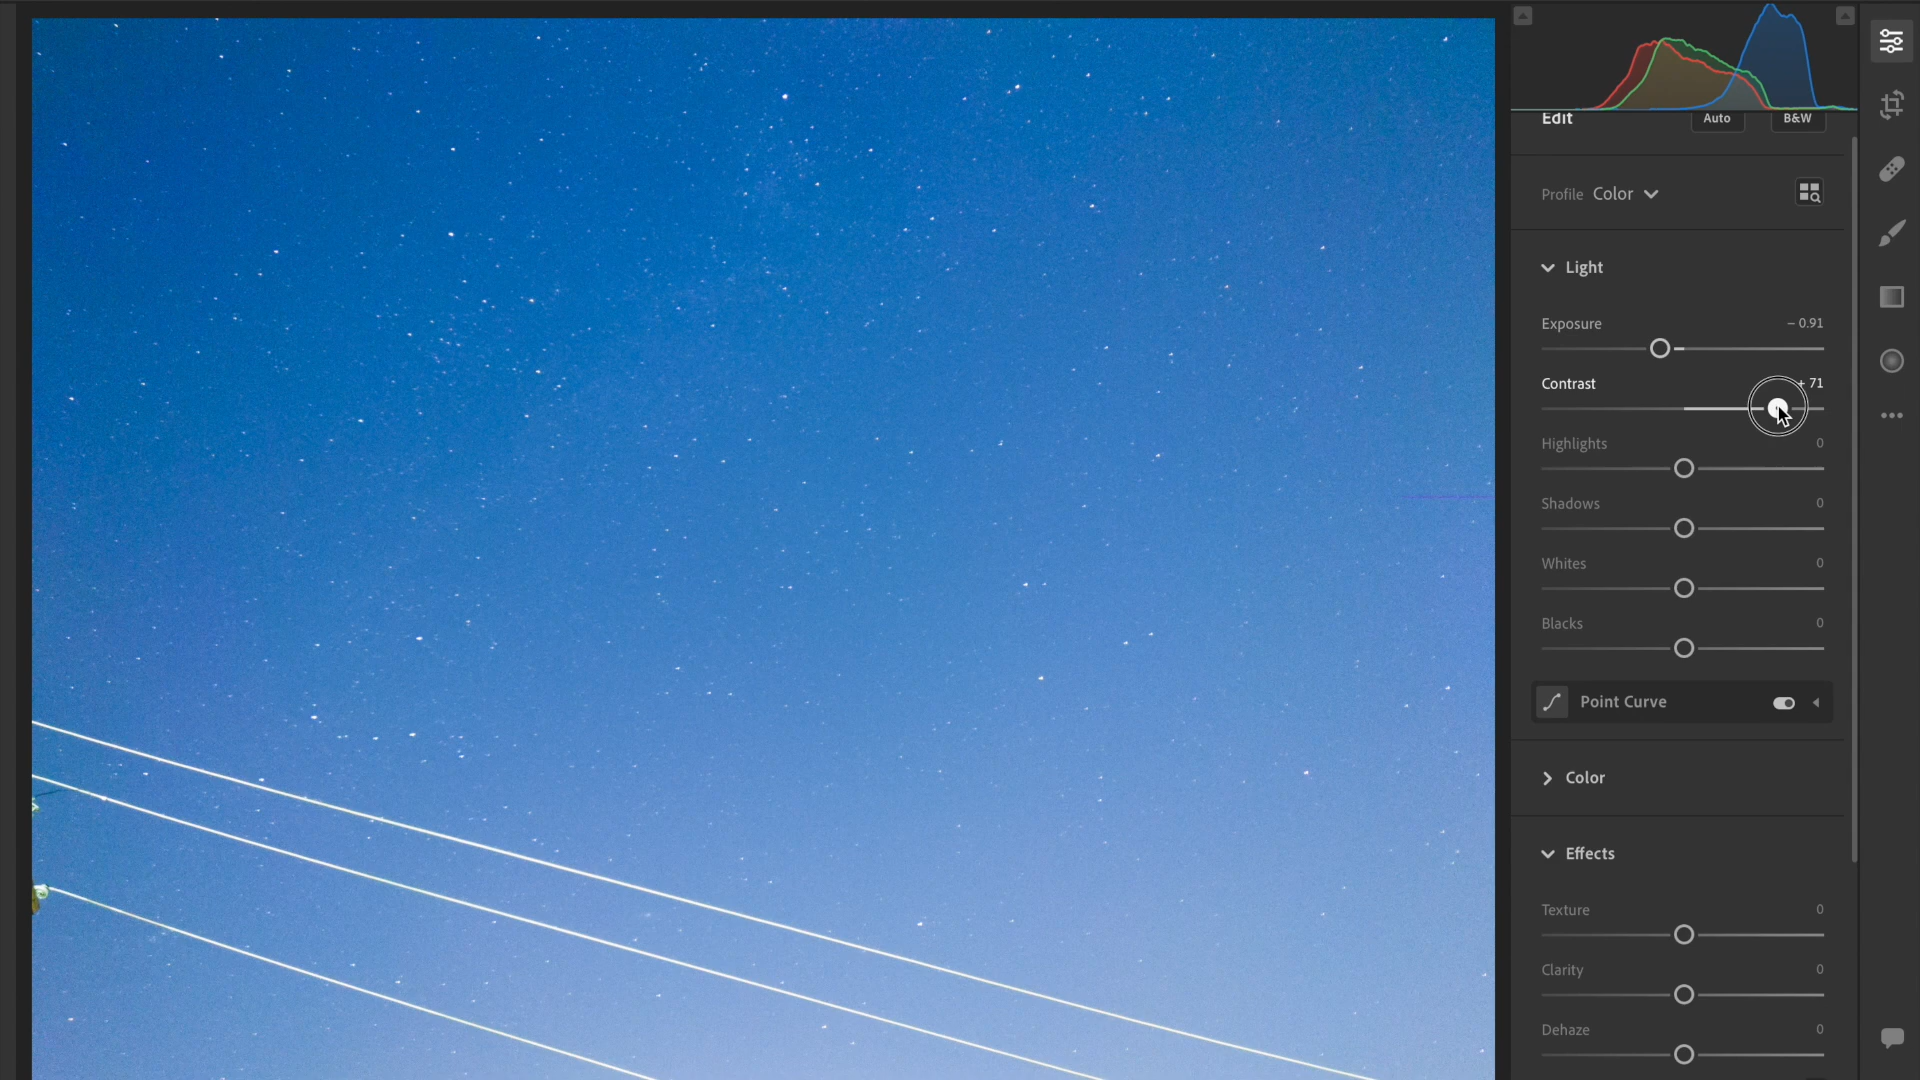 Edit Auto B&W
Profile Color
Light
Exposure – 0.91
Contrast + 71
Highlights 0
Shadows 0
Whites 0
Blacks 0
Point Curve
Color
Effects
Texture 0
Clarity 0
Dehaze 0